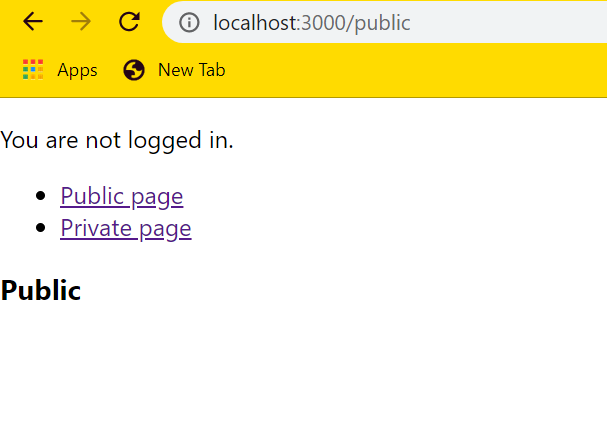 localhost:3000/public
Apps New Tab
You are not logged in.
Public page
Private page
Public